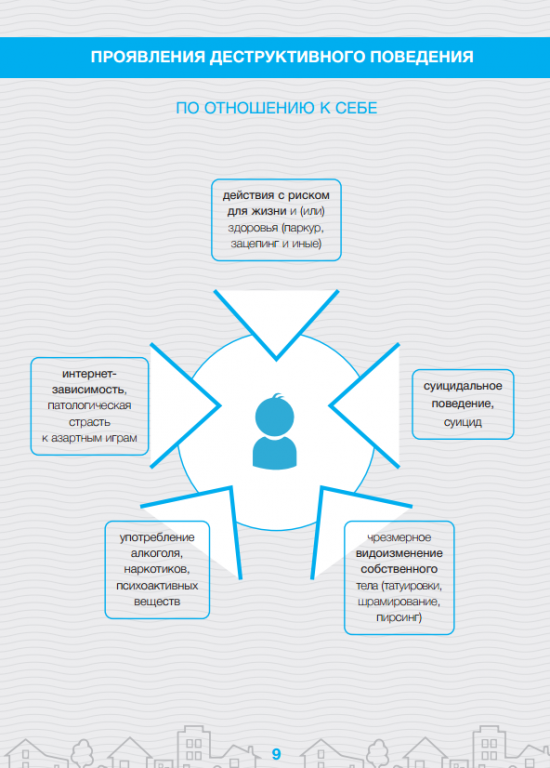 ПРОЯВЛЕНИЯ ДЕСТРУКТИВНОГО ПОВЕДЕНИЯ
ПО ОТНОШЕНИЮ К СЕБЕ
действия с риском
для жизни и (или)
здоровья (паркур,
зацепинг и иные)
интернет-
зависимость,
патологическая
страсть
к азартным играм
суицидальное
поведение,
суицид
употребление
алкоголя,
наркотиков,
психоактивных
веществ
чрезмерное
видоизменение
собственного
тела (татуировки,
шрамирование,
пирсинг)
9